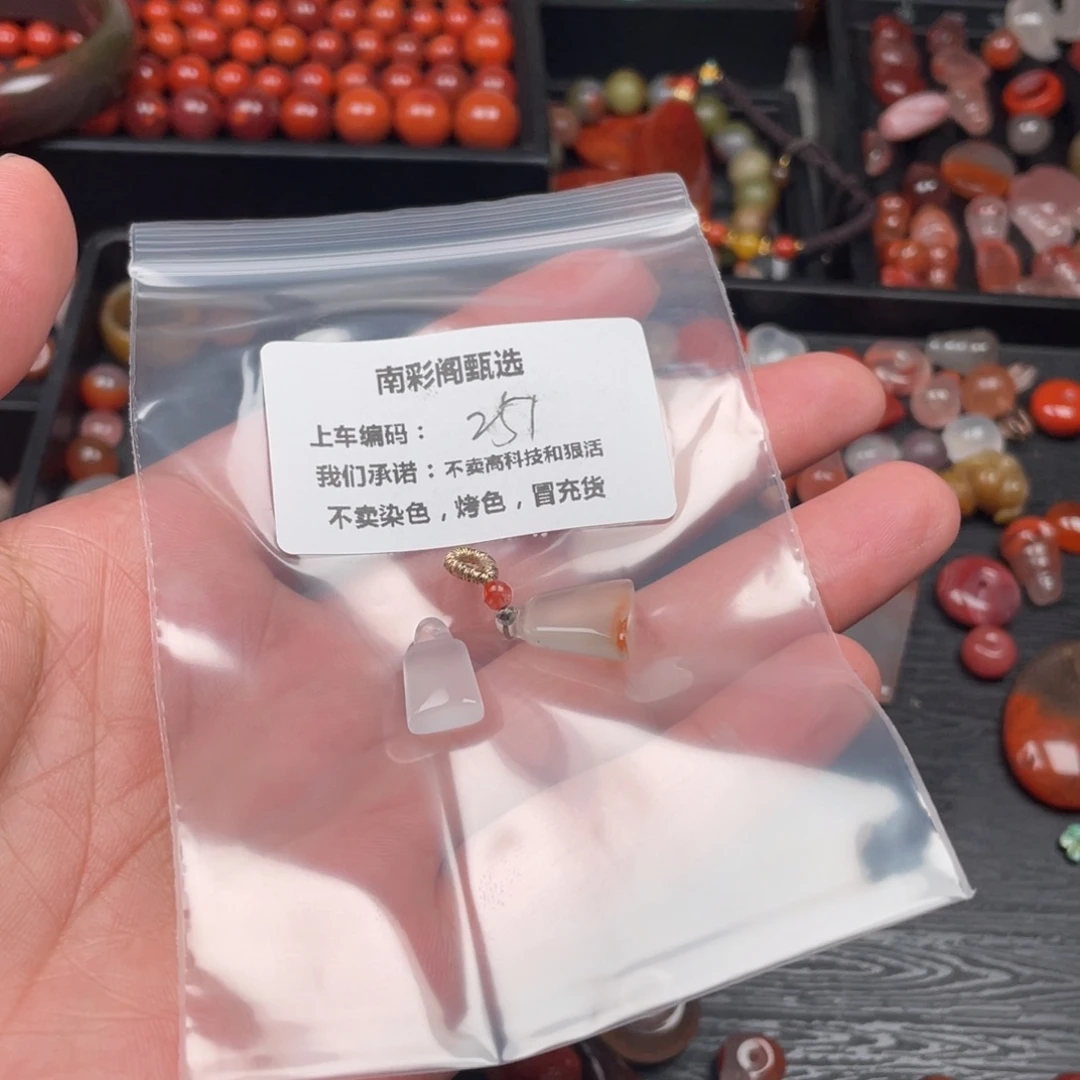 南彩阁甄选
上车编码：251
我们承诺：不卖高科技和狠活
不卖染色，烤色，冒充货